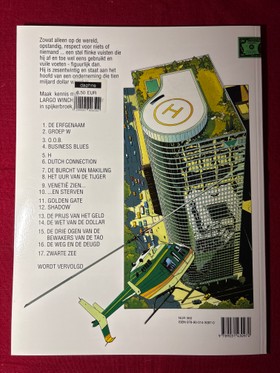 Zowat alleen op de wereld,
opstandig, respect voor niets of
niemand ... een stel flinke vuisten die
hij af en toe wel eens gebruikt en
vuile voeten - figuurlijk dan.
Hij is zesentwintig en staat aan het
hoofd van een onderneming die tien
miljard dollar w
Maak kennis m
LARGO WINCH
in spijkerbroek
1. DE ERFGENAAM
2. GROEP W
3. O.O.B.
4. BUSINESS BLUES
5. H
6. DUTCH CONNECTION
7. DE BURCHT VAN MAKILING
8. HET UUR VAN DE TIJGER
9. VENETIË ZIEN...
10. ...EN STERVEN
11. GOLDEN GATE
12. SHADOW
13. DE PRIJS VAN HET GELD
14. DE WET VAN DE DOLLAR
15. DE DRIE OGEN VAN DE
BEWAKERS VAN DE TAO
16. DE WEG EN DE DEUGD
17. ZWARTE ZEE
WORDT VERVOLGD
H